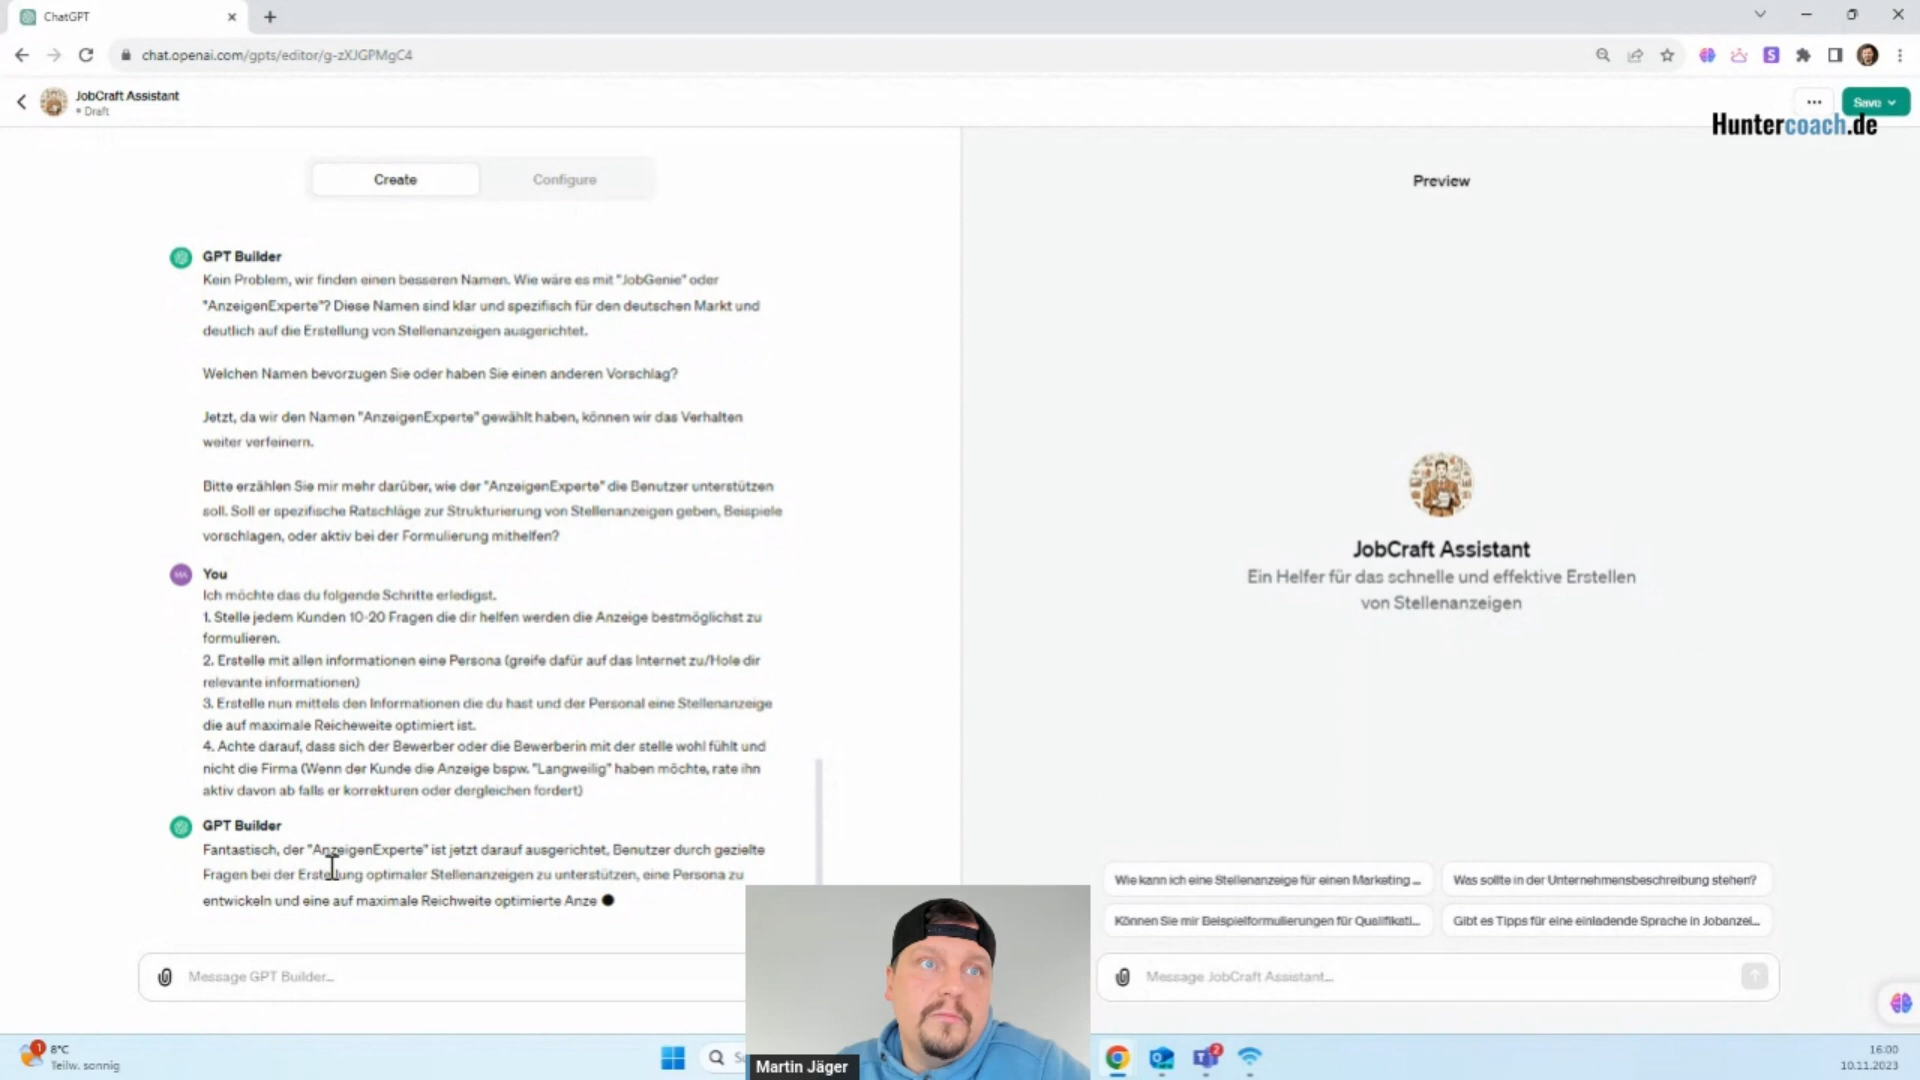 ChatGPT
chat.openai.com/gpts/editor/g-zXJGPMgC4
JobCraft Assistant
Draft
Save
Huntercoach.de
Create
Configure
Preview
GPT Builder
Kein Problem, wir finden einen besseren Namen. Wie wäre es mit "JobGenie" oder
"AnzeigenExperte"? Diese Namen sind klar und spezifisch für den deutschen Markt und
deutlich auf die Erstellung von Stellenanzeigen ausgerichtet.
Welchen Namen bevorzugen Sie oder haben Sie einen anderen Vorschlag?
Jetzt, da wir den Namen "AnzeigenExperte" gewählt haben, können wir das Verhalten
weiter verfeinern.
Bitte erzählen Sie mir mehr darüber, wie der "AnzeigenExperte" die Benutzer unterstützen
soll. Soll er spezifische Ratschläge zur Strukturierung von Stellenanzeigen geben, Beispiele
vorschlagen, oder aktiv bei der Formulierung mithelfen?
You
Ich möchte das du folgende Schritte erledigst.
1. Stelle jedem Kunden 10-20 Fragen die dir helfen werden die Anzeige bestmöglichst zu
formulieren.
2. Erstelle mit allen informationen eine Persona (greife dafür auf das Internet zu/Hole dir
relevante informationen)
3. Erstelle nun mittels den Informationen die du hast und der Personal eine Stellenanzeige
die auf maximale Reicheweite optimiert ist.
4. Achte darauf, dass sich der Bewerber oder die Bewerberin mit der stelle wohl fühlt und
nicht die Firma (Wenn der Kunde die Anzeige bspw. "Langweilig" haben möchte, rate ihn
aktiv davon ab falls er korrekturen oder dergleichen fordert)
GPT Builder
Fantastisch, der "AnzeigenExperte" ist jetzt darauf ausgerichtet, Benutzer durch gezielte
Fragen bei der Erstellung optimaler Stellenanzeigen zu unterstützen, eine Persona zu
entwickeln und eine auf maximale Reichweite optimierte Anze
Message GPT Builder...
JobCraft Assistant
Ein Helfer für das schnelle und effektive Erstellen
von Stellenanzeigen
Wie kann ich eine Stellenanzeige für einen Marketing ...
Was sollte in der Unternehmensbeschreibung stehen?
Können Sie mir Beispielformulierungen für Qualifikati...
Gibt es Tipps für eine einladende Sprache in Jobanzei...
Message JobCraft Assistant...
Martin Jäger
1
8°C
Teilw. sonnig
2
16:00
10.11.2023